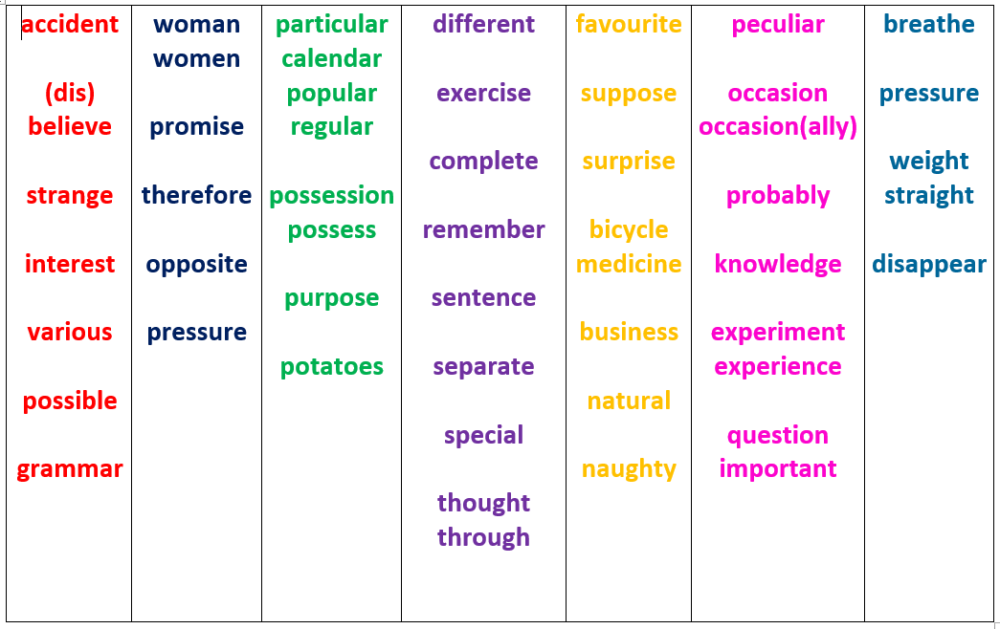 accident
(dis)
believe
strange
interest
various
possible
grammar
woman
women
promise
therefore
opposite
pressure
particular
calendar
popular
regular
possession
possess
purpose
potatoes
different
exercise
complete
remember
sentence
separate
special
thought
through
favourite
suppose
surprise
bicycle
medicine
business
natural
naughty
peculiar
occasion
occasion(ally)
probably
knowledge
experiment
experience
question
important
breathe
pressure
weight
straight
disappear